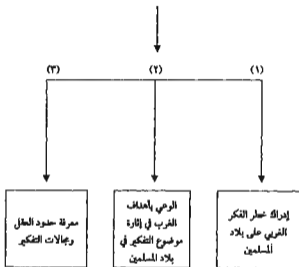 (١)
(٢)
(٣)
إدراك خطر الفكر
الغربي على بلاد
المسلمين
الوعي بأهداف
الغرب في إثارة
موضوع التفكير في
بلاد المسلمين
معرفة حدود العقل
ومجالات التفكير